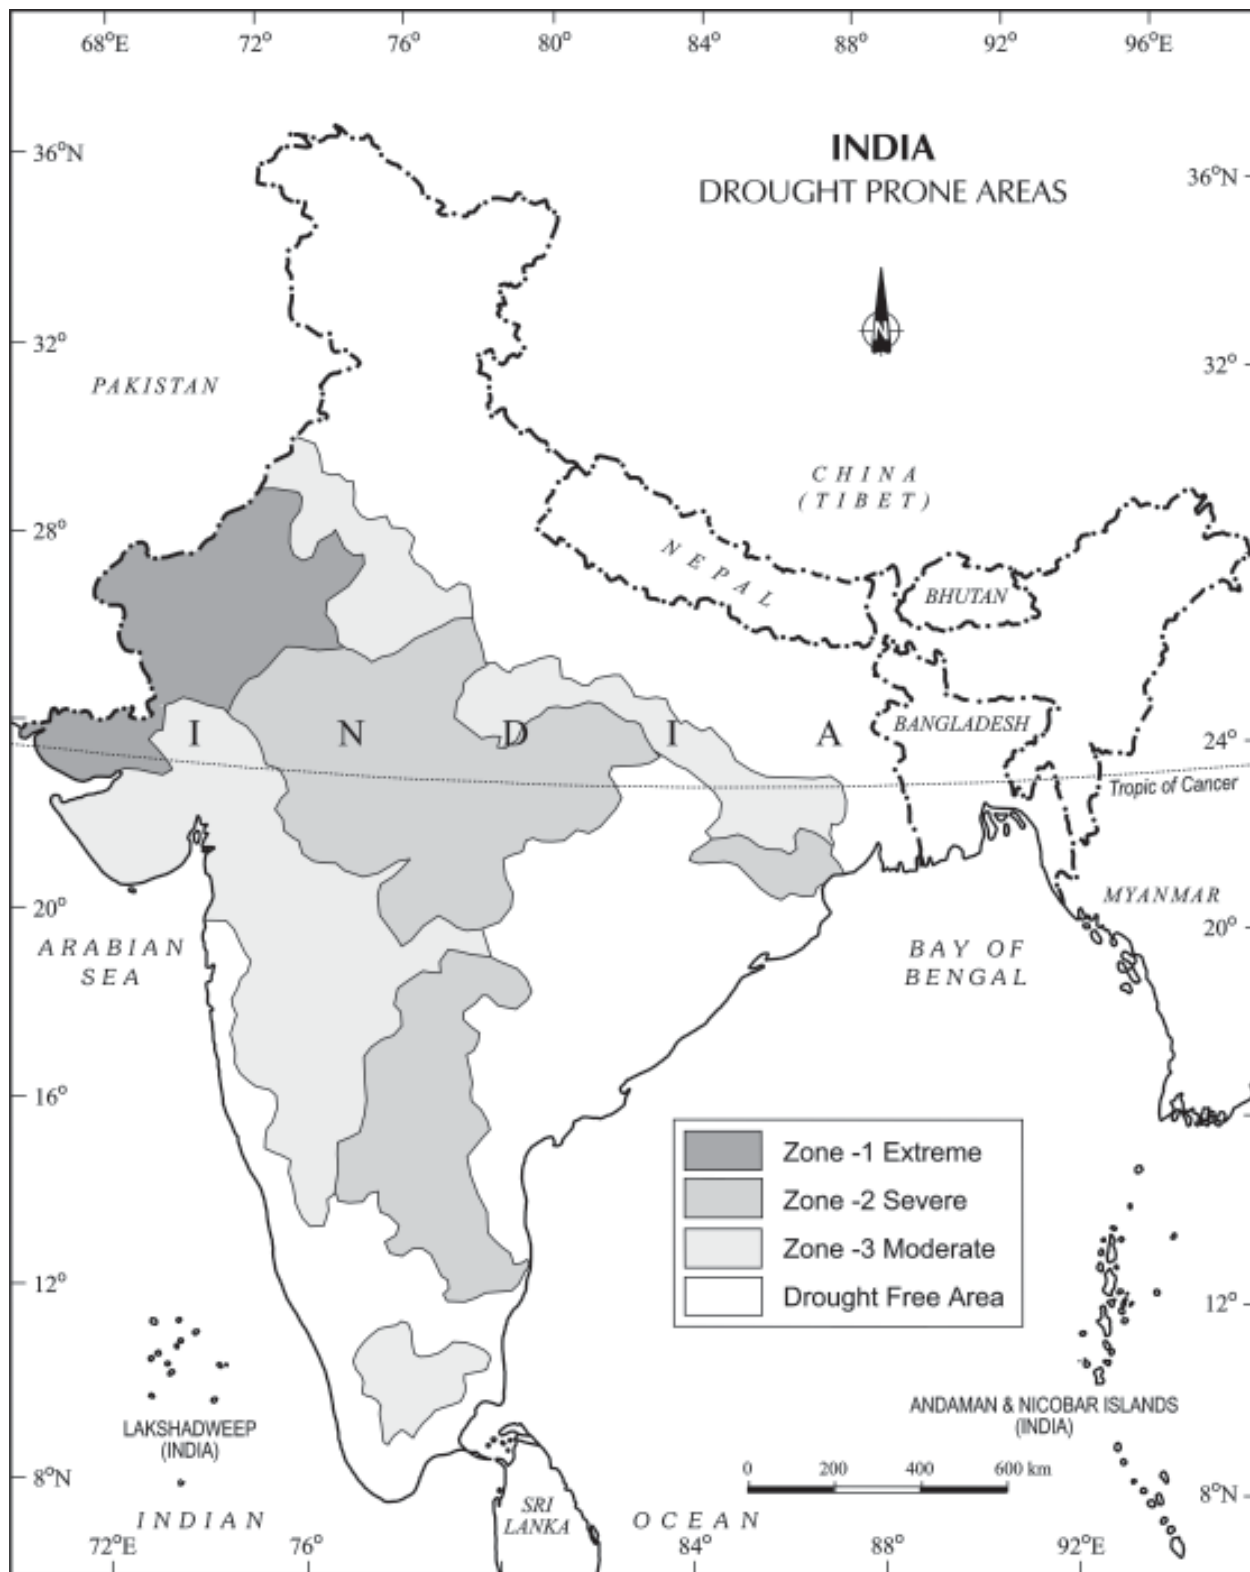 68°E 72° 76° 80° 84° 88° 92° 96°E
INDIA
DROUGHT PRONE AREAS
36°N
36°N
N
32°
32°
PAKISTAN
CHINA
(TIBET)
28°
NEPAL
BHUTAN
I N D I A
BANGLADESH
24°
Tropic of Cancer
MYANMAR
20°
20°
ARABIAN
SEA
BAY OF
BENGAL
16°
Zone -1 Extreme
Zone -2 Severe
Zone -3 Moderate
Drought Free Area
12°
12°
LAKSHADWEEP
(INDIA)
ANDAMAN & NICOBAR ISLANDS
(INDIA)
0 200 400 600 km
8°N
8°N
SRI
LANKA
INDIAN OCEAN
72°E 76° 84° 88° 92°E